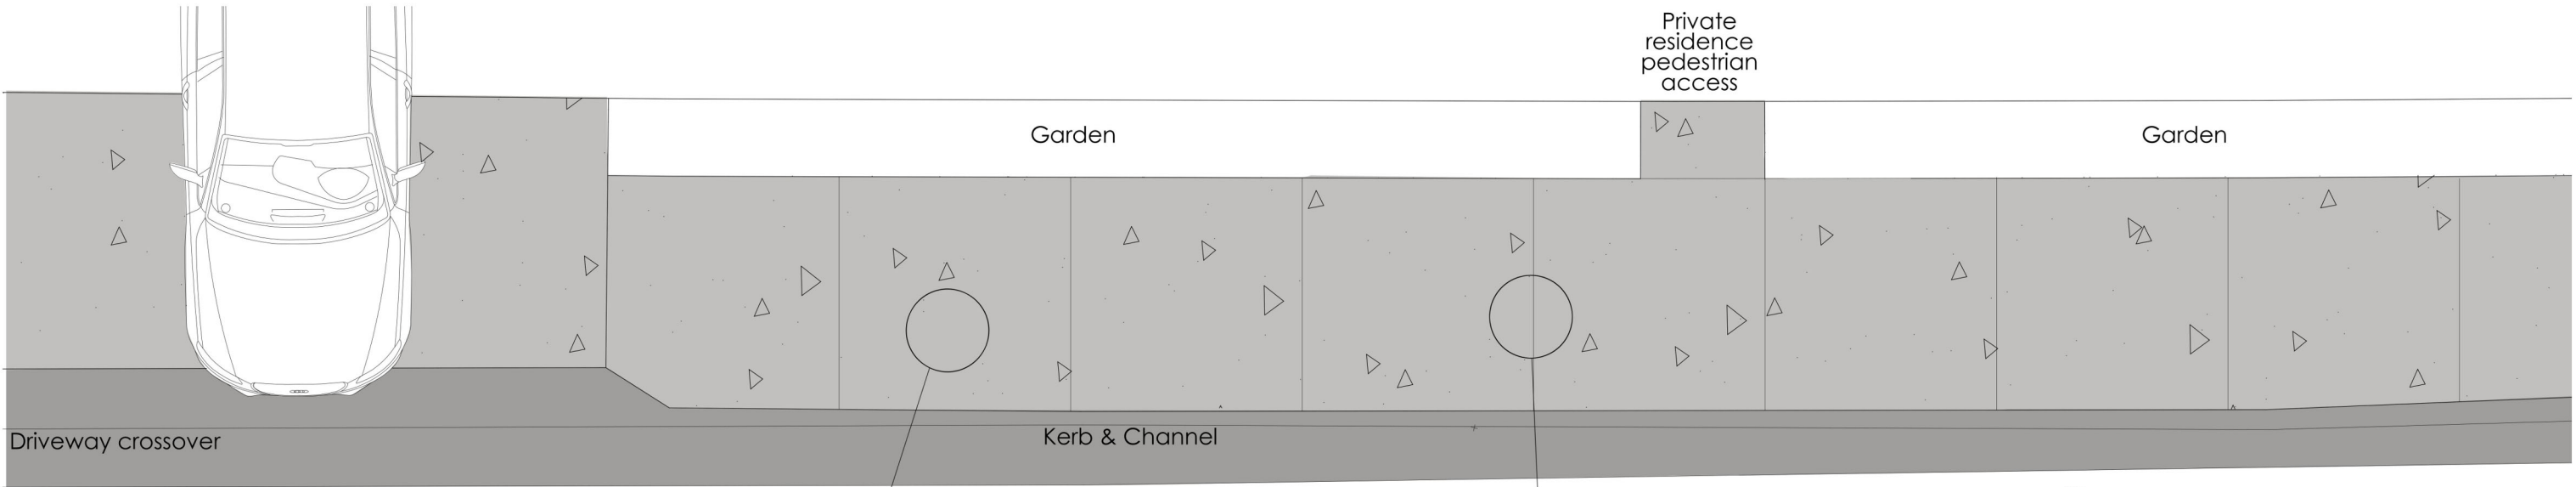 Private
residence
pedestrian
access
Garden
Garden
Driveway crossover
Kerb & Channel